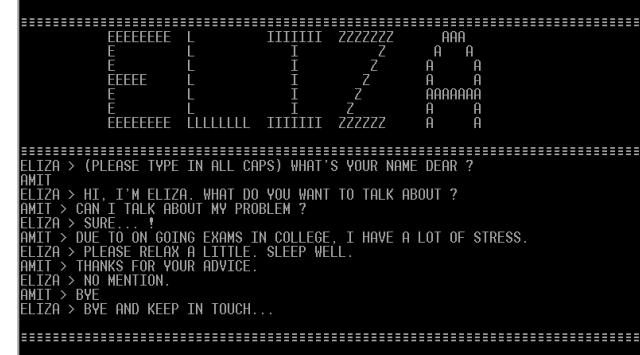 ===============================================================
EEEEEEEE L IIIIIII ZZZZZZZ AAA
E L I Z A A
E L I Z A A
EEEEE L I Z A A
E L I Z AAAAAAA
E L I Z A A
EEEEEEEE LLLLLLLL IIIIIII ZZZZZZ A A
===============================================================
ELIZA > (PLEASE TYPE IN ALL CAPS) WHAT'S YOUR NAME DEAR ?
AMIT
ELIZA > HI, I'M ELIZA. WHAT DO YOU WANT TO TALK ABOUT ?
AMIT > CAN I TALK ABOUT MY PROBLEM ?
ELIZA > SURE... !
AMIT > DUE TO ON GOING EXAMS IN COLLEGE, I HAVE A LOT OF STRESS.
ELIZA > PLEASE RELAX A LITTLE. SLEEP WELL.
AMIT > THANKS FOR YOUR ADVICE.
ELIZA > NO MENTION.
AMIT > BYE
ELIZA > BYE AND KEEP IN TOUCH...
===============================================================